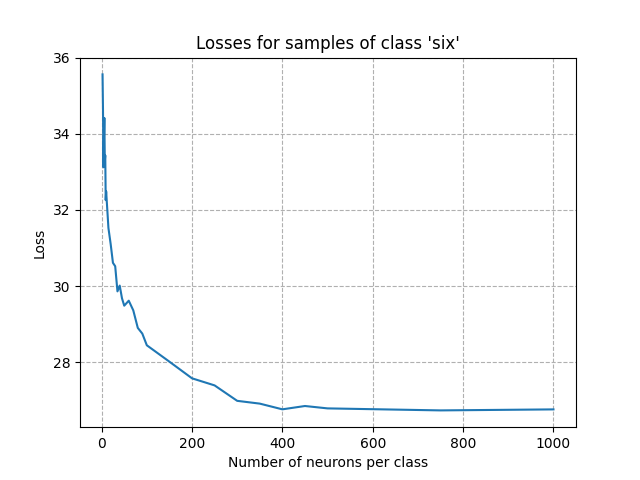 Losses for samples of class 'six'
36
34
32
30
28
Loss
0 200 400 600 800 1000
Number of neurons per class